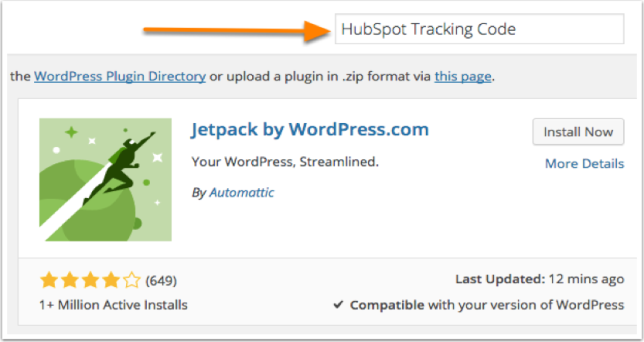 HubSpot Tracking Code
the WordPress Plugin Directory or upload a plugin in .zip format via this page.
Jetpack by WordPress.com
Install Now
Your WordPress, Streamlined.
More Details
By Automattic
(649)
Last Updated: 12 mins ago
1+ Million Active Installs
✔ Compatible with your version of WordPress